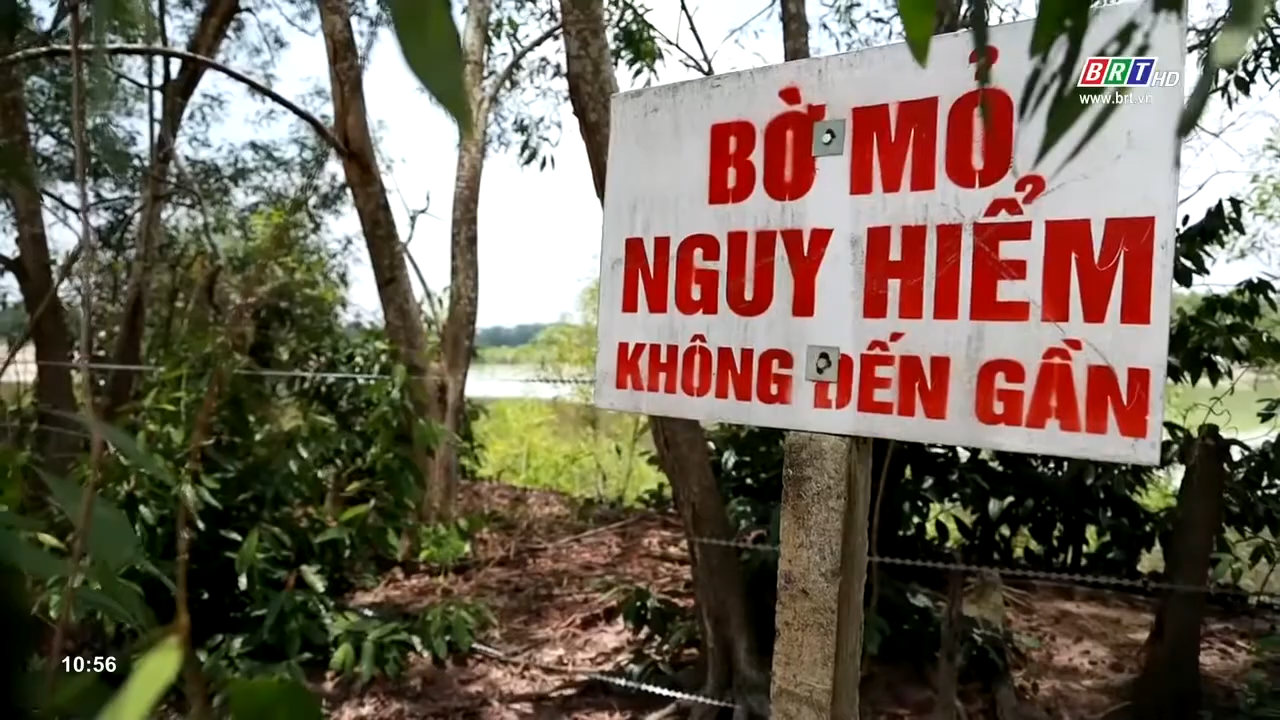 BRT HD
www.brt.vn
BỜ MỎ
NGUY HIỂM
KHÔNG ĐẾN GẦN
10:56